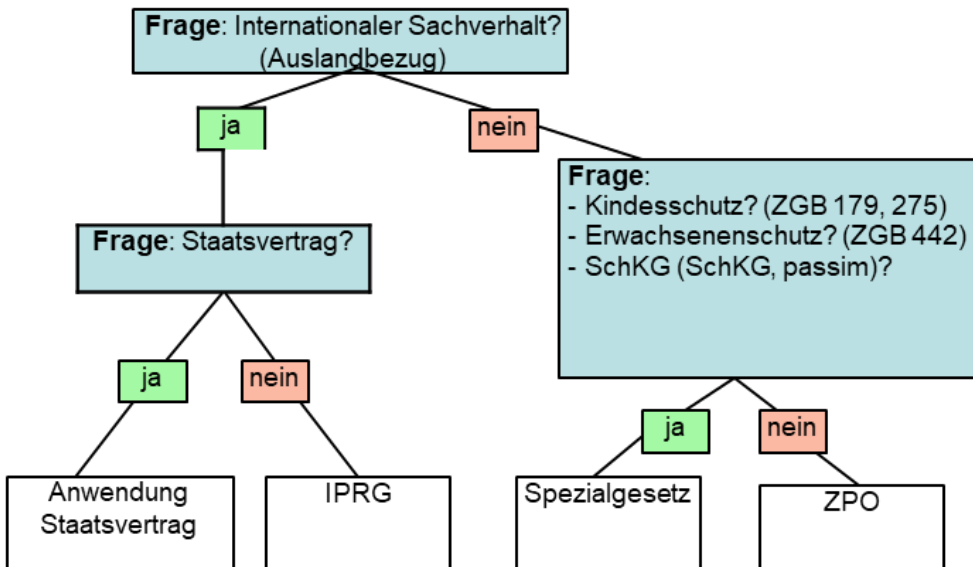 Frage: Internationaler Sachverhalt?
(Auslandbezug)
ja
nein
Frage: Staatsvertrag?
Frage:
- Kindesschutz? (ZGB 179, 275)
- Erwachsenenschutz? (ZGB 442)
- SchKG (SchKG, passim)?
ja
nein
ja
nein
Anwendung
Staatsvertrag
IPRG
Spezialgesetz
ZPO